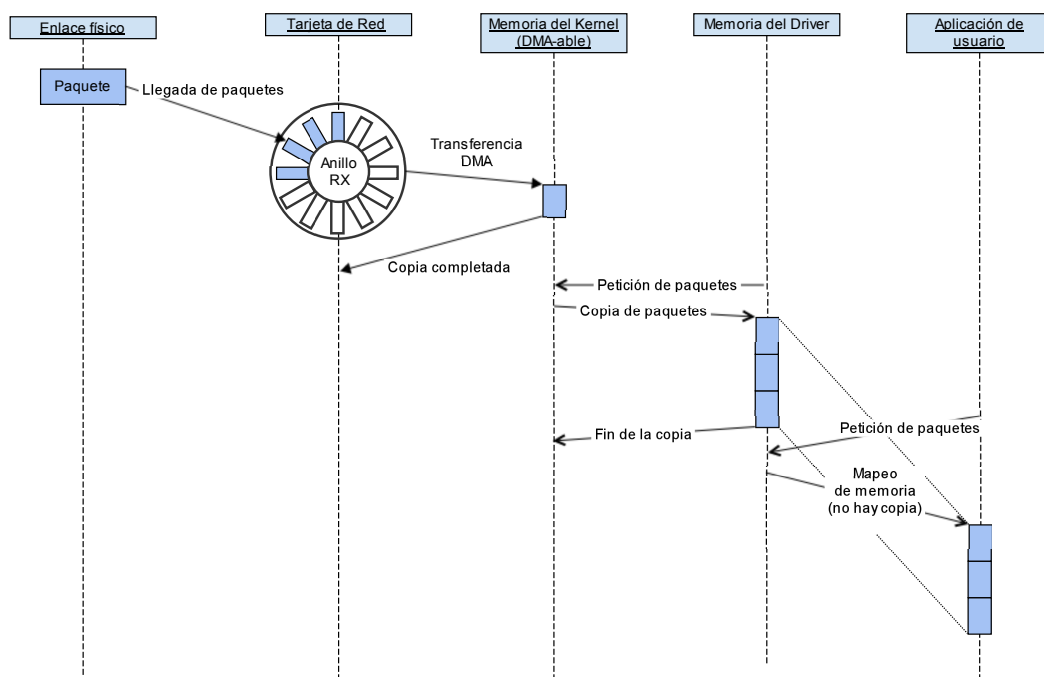 Enlace físico
Tarjeta de Red
Memoria del Kernel
(DMA-able)
Memoria del Driver
Aplicación de
usuario
Paquete
Llegada de paquetes
Anillo
RX
Transferencia
DMA
Copia completada
Petición de paquetes
Copia de paquetes
Fin de la copia
Petición de paquetes
Mapeo
de memoria
(no hay copia)